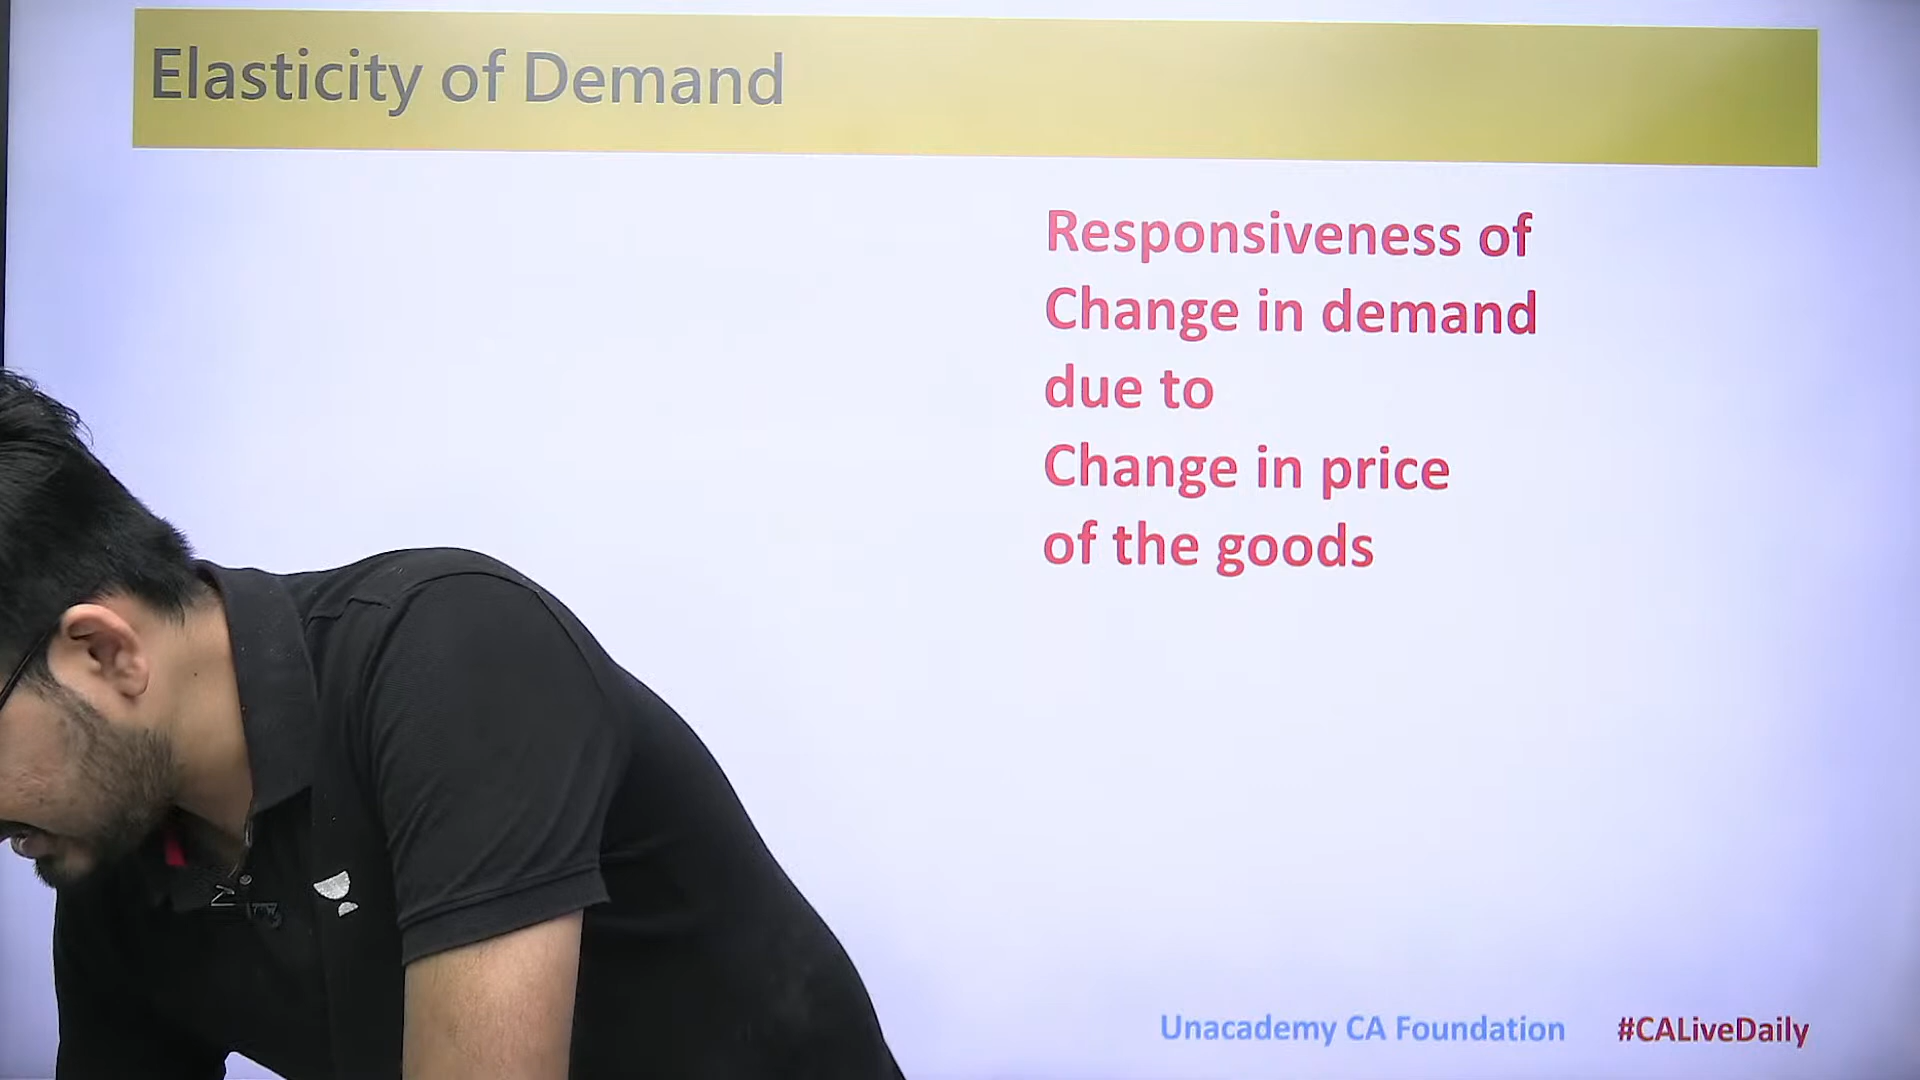 Elasticity of Demand
Responsiveness of
Change in demand
due to
Change in price
of the goods
Unacademy CA Foundation #CALiveDaily